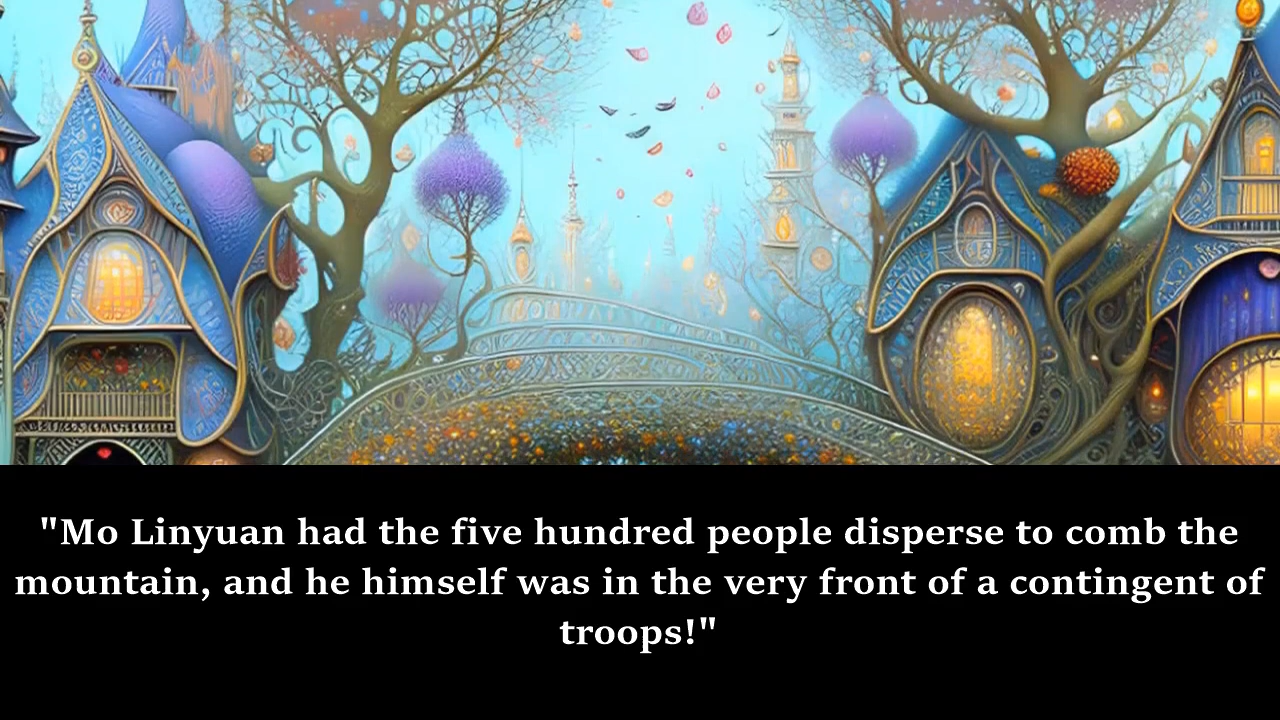 "Mo Linyuan had the five hundred people disperse to comb the
mountain, and he himself was in the very front of a contingent of
troops!"